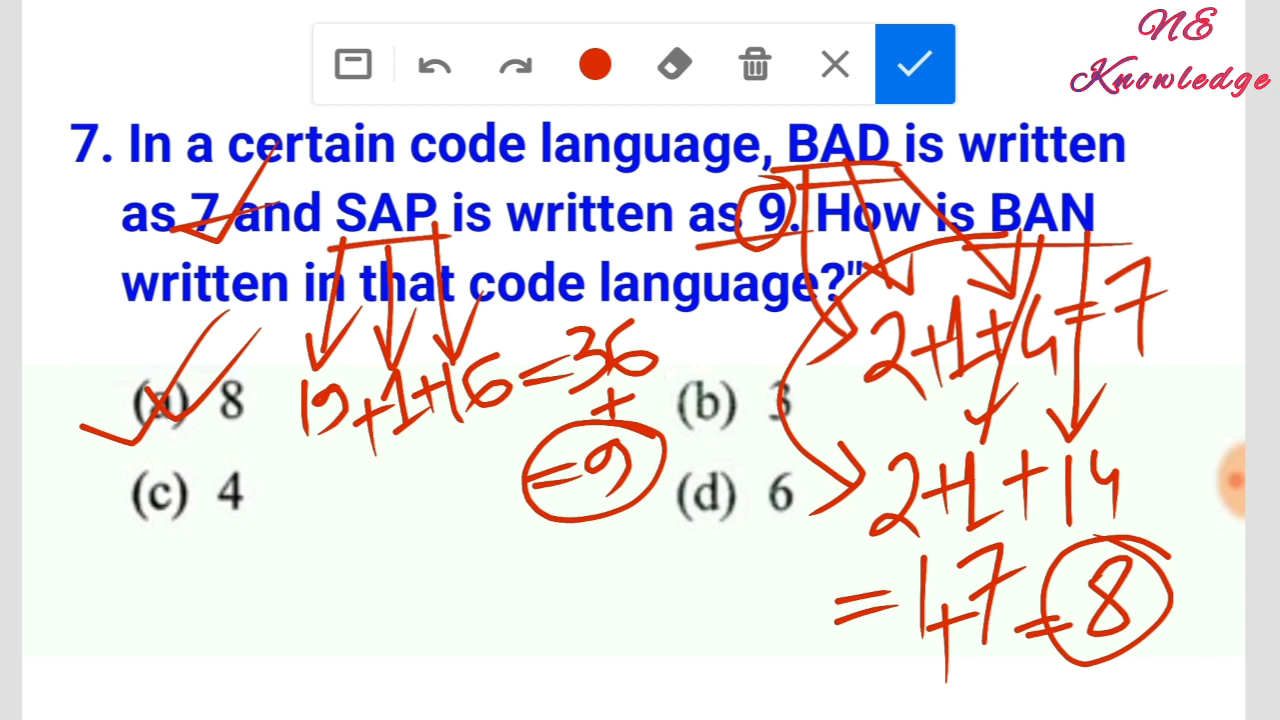 NE
Knowledge
7. In a certain code language, BAD is written
as 7 and SAP is written as 9. How is BAN
written in that code language?"
2+1+4=7
(a) 8
19+1+16=36
+
=9
(b) 3
(c) 4
(d) 6
2+1+14
=1+7=8